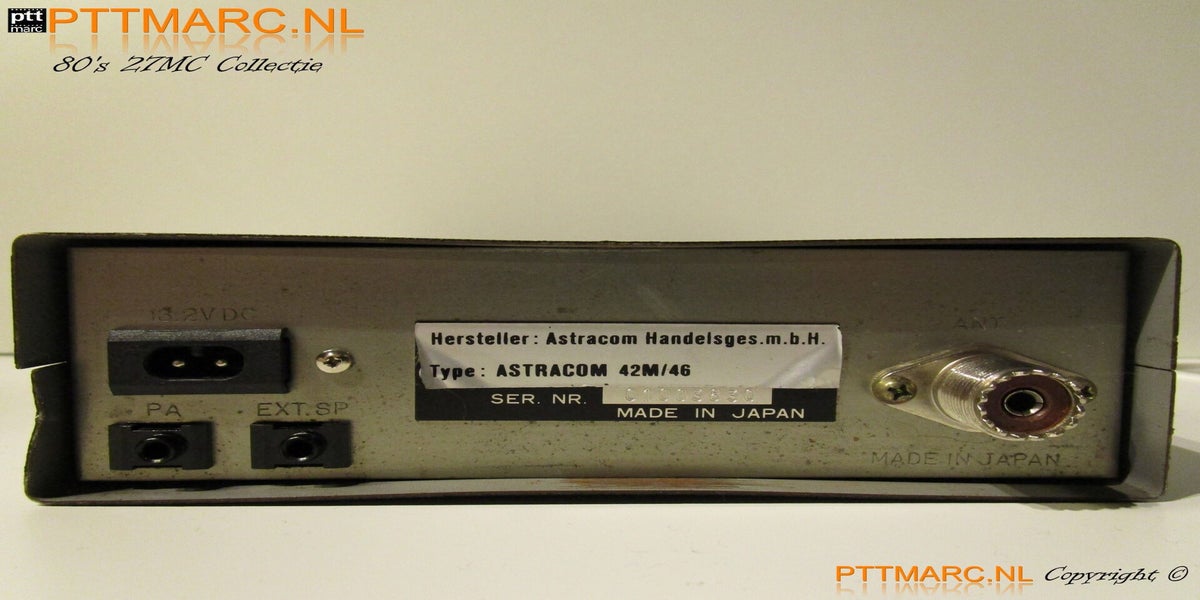 ptt
marc
PTTMARC.NL
80's 27MC Collectie
13.2V DC
Hersteller: Astracom Handelsges.m.b.H.
ANT
Type: ASTRACOM 42M/46
SER. NR.
PA
EXT. SP
MADE IN JAPAN
MADE IN JAPAN
PTTMARC.NL Copyright ©